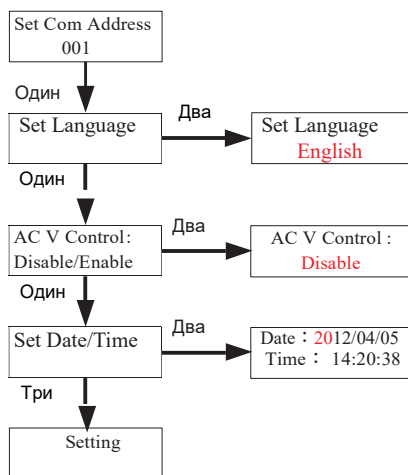 Set Com Address
001
Один
Set Language
Два
Set Language
English
Один
AC V Control:
Disable/Enable
Два
AC V Control :
Disable
Один
Set Date/Time
Два
Date : 2012/04/05
Time : 14:20:38
Три
Setting